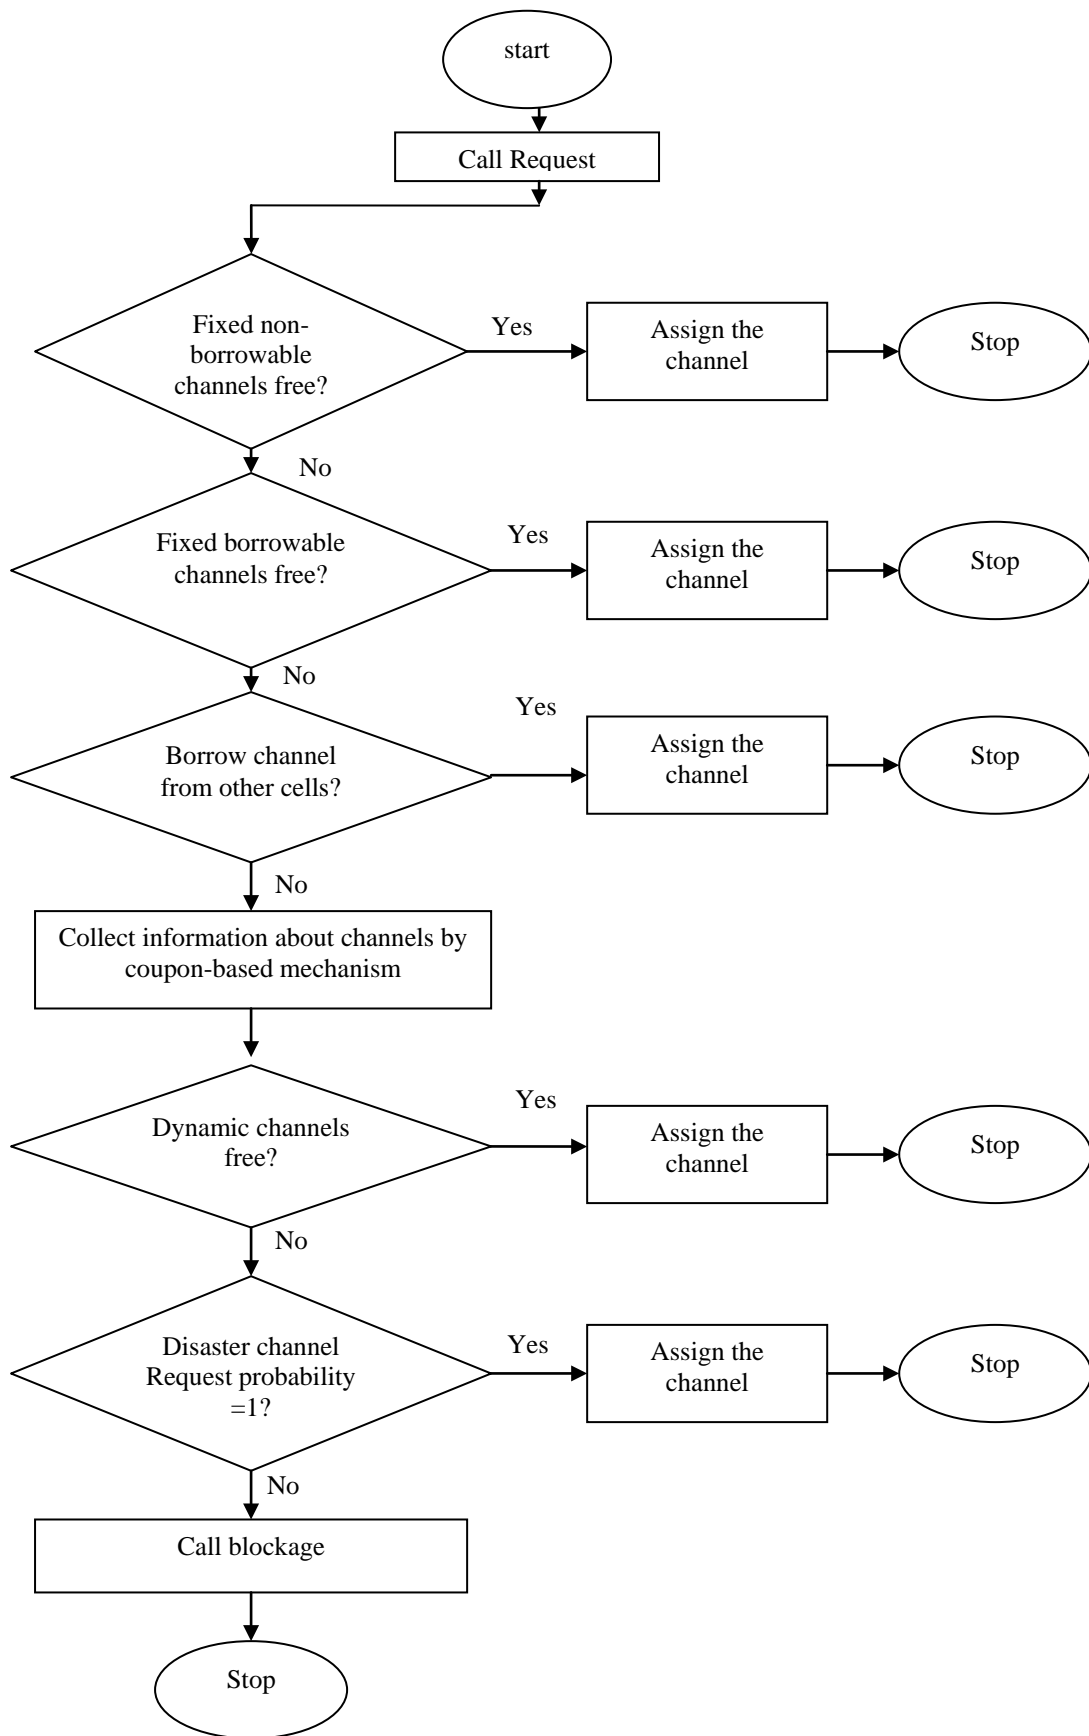 start
Call Request
Fixed non-
borrowable
channels free?
Yes
Assign the
channel
Stop
No
Fixed borrowable
channels free?
Yes
Assign the
channel
Stop
No
Borrow channel
from other cells?
Yes
Assign the
channel
Stop
No
Collect information about channels by
coupon-based mechanism
Dynamic channels
free?
Yes
Assign the
channel
Stop
No
Disaster channel
Request probability
=1?
Yes
Assign the
channel
Stop
No
Call blockage
Stop